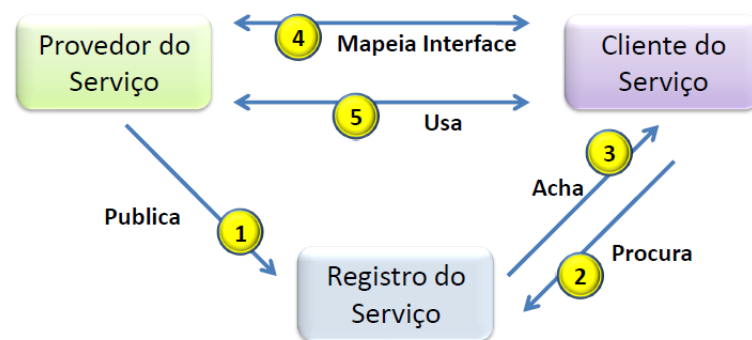 Provedor do
Serviço
4
Mapeia Interface
Cliente do
Serviço
5
Usa
3
Acha
Publica
1
Registro do
Serviço
2
Procura